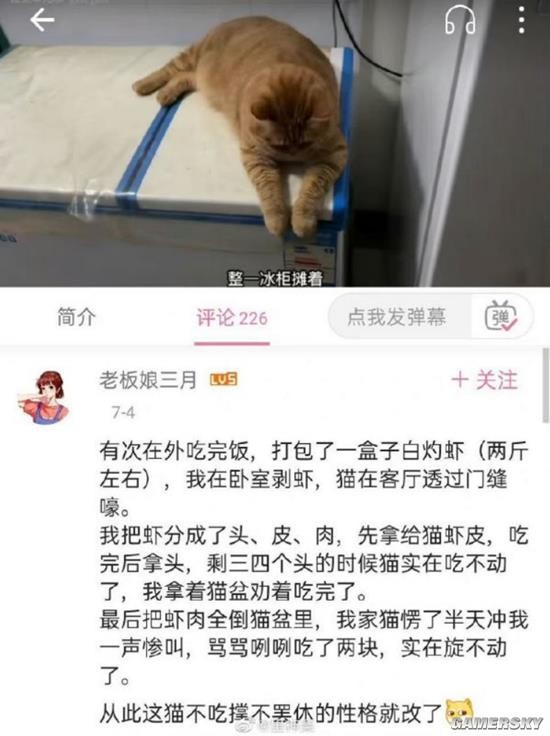 整一冰柜摊着
简介
评论 226
点我发弹幕
弹
老板娘三月 LV5
+ 关注
7-4
有次在外吃完饭，打包了一盒子白灼虾（两斤
左右），我在卧室剥虾，猫在客厅透过门缝
嚎。
我把虾分成了头、皮、肉，先拿给猫虾皮，吃
完后拿头，剩三四个头的时候猫实在吃不动
了，我拿着猫盆劝着吃完了。
最后把虾肉全倒猫盆里，我家猫愣了半天冲我
一声惨叫，骂骂咧咧吃了两块，实在旋不动
了。
从此这猫不吃撑不罢休的性格就改了
GAMERSKY